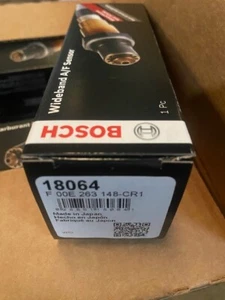 Wideband A/F Sensor
1 Pc
BOSCH
18064
F 00E 263 148-CR1
Made in Japan
Hecho en Japón
Fabriqué au Japon